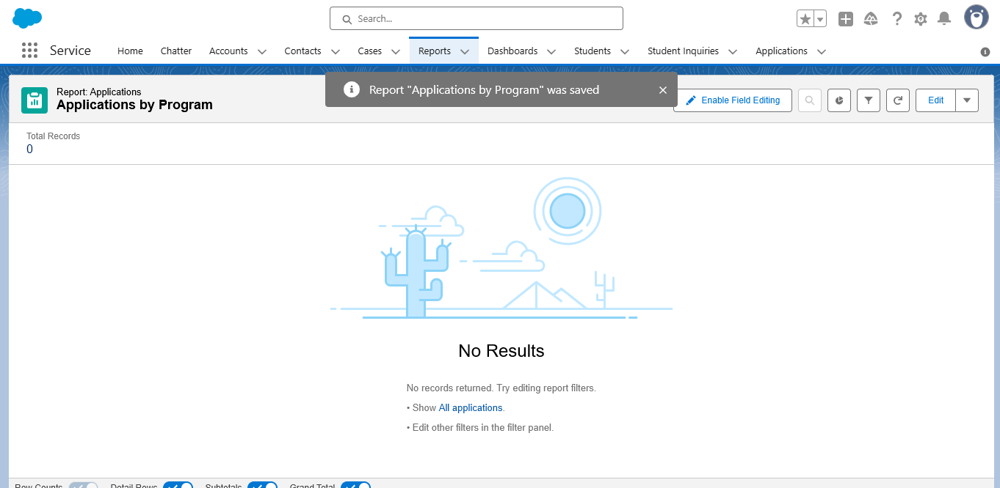 Search...
Service
Home
Chatter
Accounts
Contacts
Cases
Reports
Dashboards
Students
Student Inquiries
Applications
Report: Applications
Applications by Program
Report "Applications by Program" was saved
Enable Field Editing
Edit
Total Records
0
No Results
No records returned. Try editing report filters.
• Show All applications.
• Edit other filters in the filter panel.
Row Counts
Detail Rows
Subtotals
Grand Total